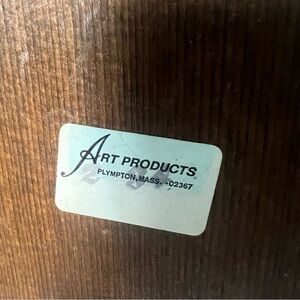 ART PRODUCTS
PLYMPTON, MASS. 02367